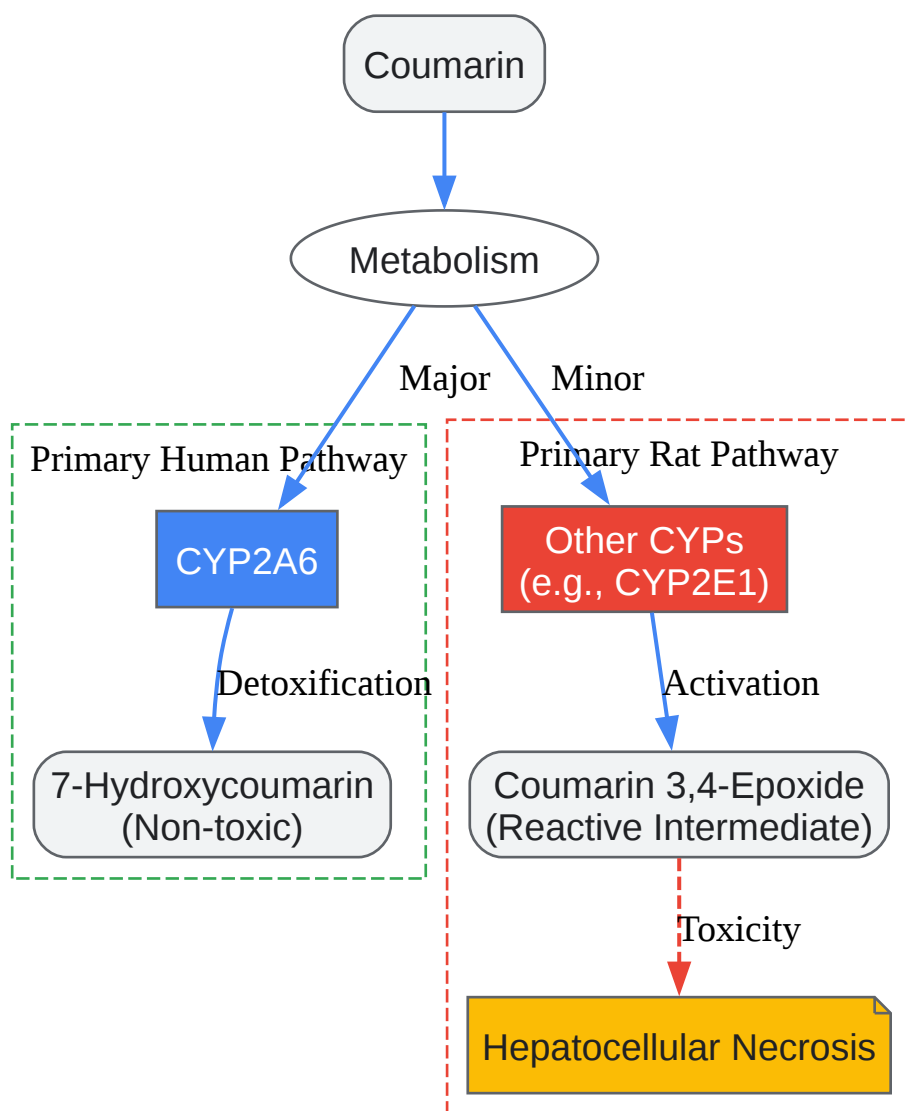 Coumarin
Metabolism
Major
Minor
Primary Human Pathway
Primary Rat Pathway
CYP2A6
Other CYPs
(e.g., CYP2E1)
Detoxification
Activation
7-Hydroxycoumarin
(Non-toxic)
Coumarin 3,4-Epoxide
(Reactive Intermediate)
Toxicity
Hepatocellular Necrosis